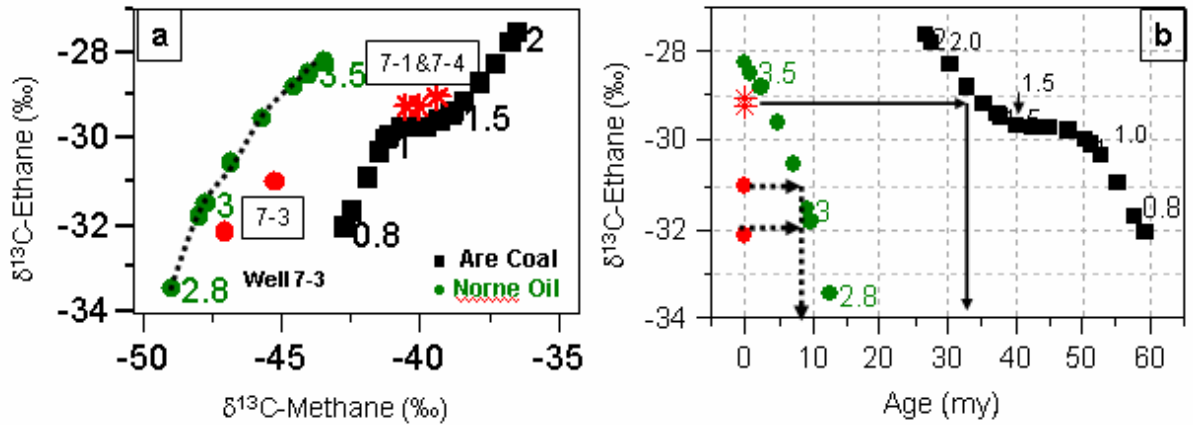 a
7-1&7-4
2
3.5
1.5
1
3
7-3
0.8
2.8
Well 7-3
Are Coal
Norne Oil
-28
-30
-32
-34
δ¹³C-Ethane (‰)
-50 -45 -40 -35
δ¹³C-Methane (‰)
b
2.0
3.5
1.5
1.0
3
0.8
2.8
-28
-30
-32
-34
δ¹³C-Ethane (‰)
0 10 20 30 40 50 60
Age (my)